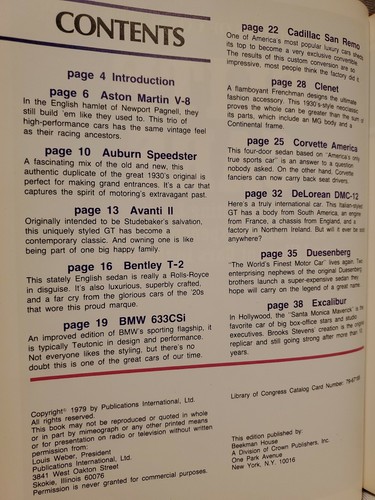 CONTENTS
page 4 Introduction
page 6 Aston Martin V-8
In the English hamlet of Newport Pagnell, they
still build em like they used to. This trio of
high-performance cars has the same vintage feel
as their racing ancestors.
page 10 Auburn Speedster
A fascinating mix of the old and new, this
authentic duplicate of the great 1930's original is
perfect for making grand entrances. It's a car that
captures the spirit of motoring's extravagant past.
page 13 Avanti II
Originally intended to be Studebaker's salvation,
this uniquely styled GT has become a
contemporary classic. And owning one is like
being part of one big happy family.
page 16 Bentley T-2
This stately English sedan is really a Rolls-Royce
in disguise. It's also luxurious, superbly crafted,
and a far cry from the glorious cars of the '20s
that wore this proud marque.
page 19 BMW 633CSi
An improved edition of BMW's sporting flagship, it
is typically Teutonic in design and performance.
Not everyone likes the styling, but there's no
doubt this is one of the great cars of our time.
page 22 Cadillac San Remo
One of America's most popular luxury cars sheds
its top to become a very exclusive convertible.
The results of this custom conversion are so
impressive, most people think the factory did it.
page 28 Clenet
A flamboyant Frenchman designs the ultimate
fashion accessory. This 1930's-style neoclassic
proves the whole can be greater than the sum of
its parts, which include an MG body and a
Continental frame.
page 25 Corvette America
This four-door sedan based on "America's only
true sports car" is an answer to a question
nobody asked. On the other hand, Corvette
fanciers can now carry back seat drivers.
page 32 DeLorean DMC-12
Here's a truly international car. This Italian-styled
GT has a body from South America, an engine
from France, a chassis from England, and a
factory in Northern Ireland. But will it ever be sold
anywhere?
page 35 Duesenberg
"The World's Finest Motor Car" lives again. Two
enterprising nephews of the original Duesenberg
brothers launch a super-expensive sedan they
hope will carry on the legend of a great name.
page 38 Excalibur
In Hollywood, the "Santa Monica Maverick" is the
favorite car of big box-office stars and studio
executives. Brooks Stevens' creation is the original
replicar and still going strong after more than
years.
Copyright© 1979 by Publications International, Ltd.
All rights reserved.
This book may not be reproduced or quoted in whole
or in part by mimeograph or any other printed means
or for presentation on radio or television without written
permission from:
Louis Weber, President
Publications International, Ltd.
3841 West Oakton Street
Skokie, Illinois 60076
Permission is never granted for commercial purposes.
Library of Congress Catalog Card Number:
This edition published by:
Beekman House
A Division of Crown Publishers, Inc.
One Park Avenue
New York, N.Y. 10016